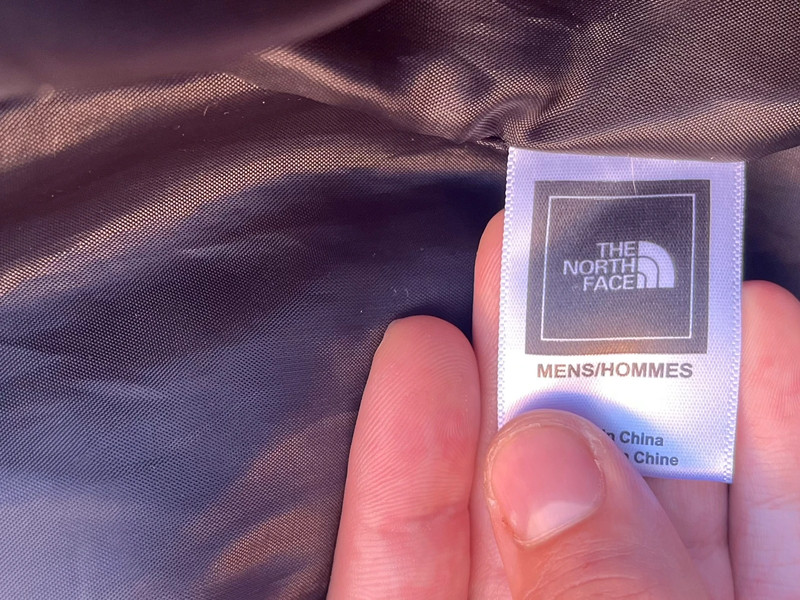 THE
NORTH
FACE
MENS/HOMMES
in China
Chine